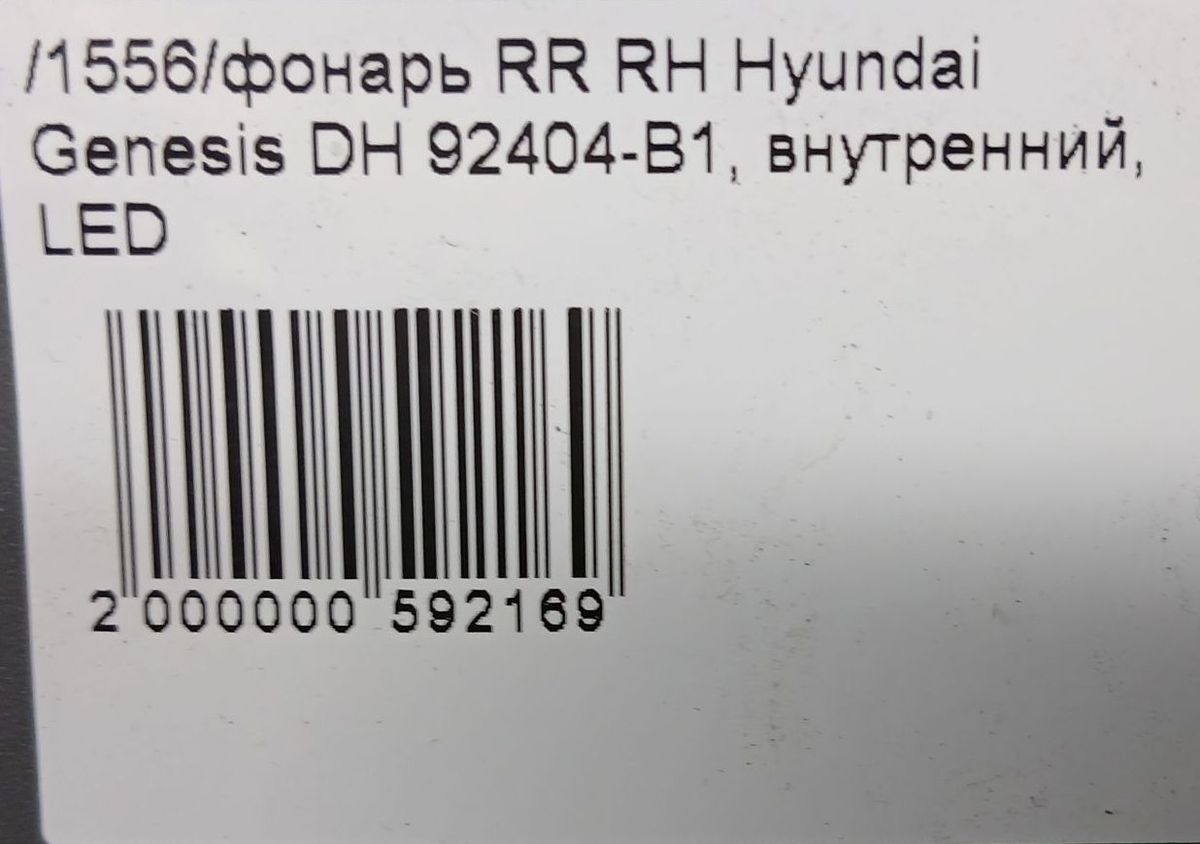 /1556/фонарь RR RH Hyundai
Genesis DH 92404-B1, внутренний,
LED
2 000000 592169